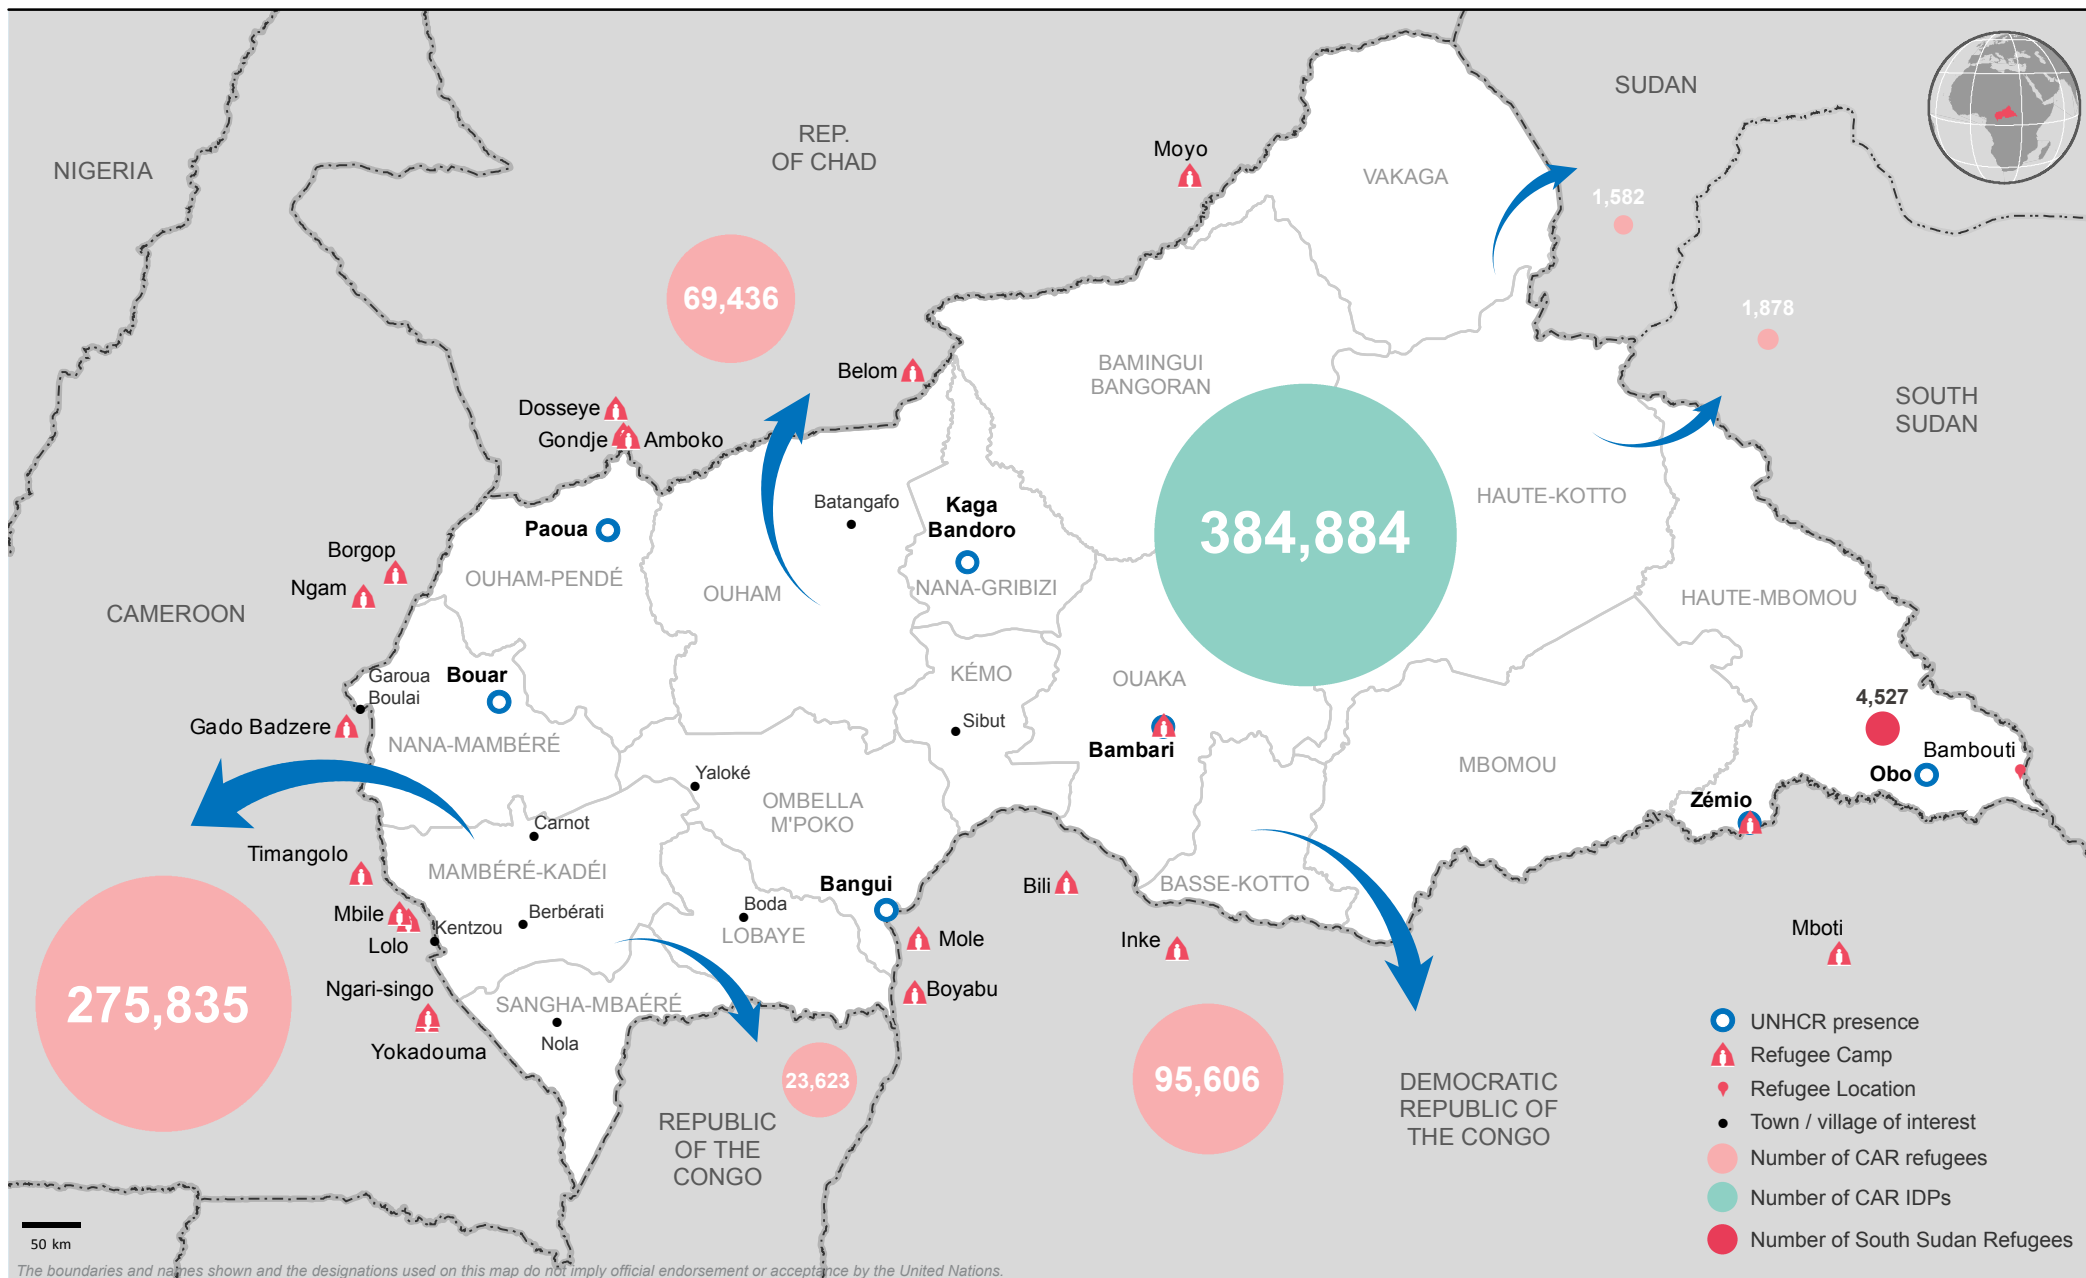 SUDAN
REP.
OF CHAD
Moyo
NIGERIA
VAKAGA
1,582
69,436
1,878
BAMINGUI
BANGORAN
Belom
SOUTH
SUDAN
Dosseye
Gondje
Amboko
HAUTE-KOTTO
Batangafo
Kaga
Bandoro
Paoua
384,884
Borgop
OUHAM-PENDÉ
Ngam
OUHAM
NANA-GRIBIZI
HAUTE-MBOMOU
CAMEROON
Garoua
Boulai
Bouar
KÉMO
OUAKA
4,527
Gado Badzere
Sibut
NANA-MAMBÉRÉ
Bambari
Bambouti
MBOMOU
Obo
Yaloké
OMBELLA
M'POKO
Zémio
Carnot
Timangolo
MAMBÉRÉ-KADÉI
Bangui
Bili
BASSE-KOTTO
Boda
Mbile
Berbérati
Kentzou
LOBAYE
Lolo
Mole
Inke
Mboti
Ngari-singo
Boyabu
275,835
SANGHA-MBAÉRÉ
Nola
Yokadouma
23,623
95,606
DEMOCRATIC
REPUBLIC OF
THE CONGO
REPUBLIC
OF THE
CONGO
UNHCR presence
Refugee Camp
Refugee Location
Town / village of interest
Number of CAR refugees
Number of CAR IDPs
Number of South Sudan Refugees
50 km
The boundaries and names shown and the designations used on this map do not imply official endorsement or acceptance by the United Nations.